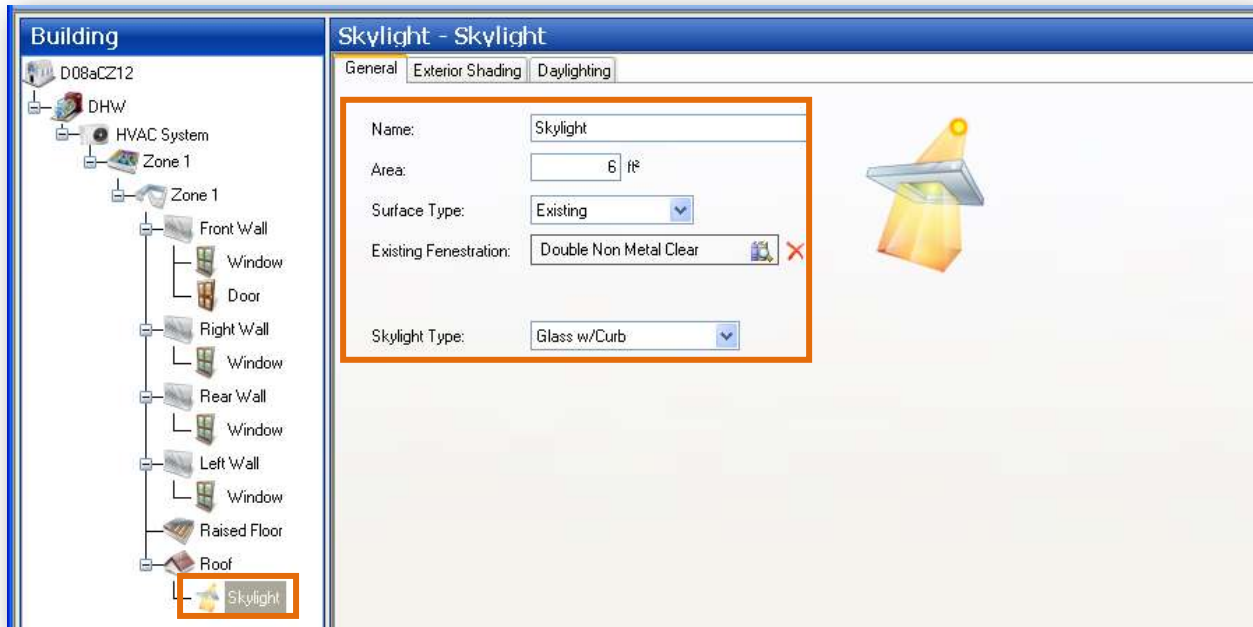 Building
D08aCZ12
DHW
HVAC System
Zone 1
Zone 1
Front Wall
Window
Door
Right Wall
Window
Rear Wall
Window
Left Wall
Window
Raised Floor
Roof
Skylight
Skylight - Skylight
General Exterior Shading Daylighting
Name: Skylight
Area: 6 ft²
Surface Type: Existing
Existing Fenestration: Double Non Metal Clear
Skylight Type: Glass w/Curb